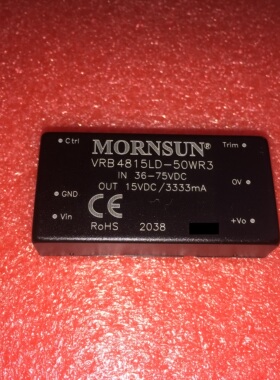 Ctrl
Trim
MORNSUN®
VRB4815LD-50WR3
IN 36-75VDC
OUT 15VDC/3333mA
GND
0V
Vin
CE
+Vo
RoHS 2038